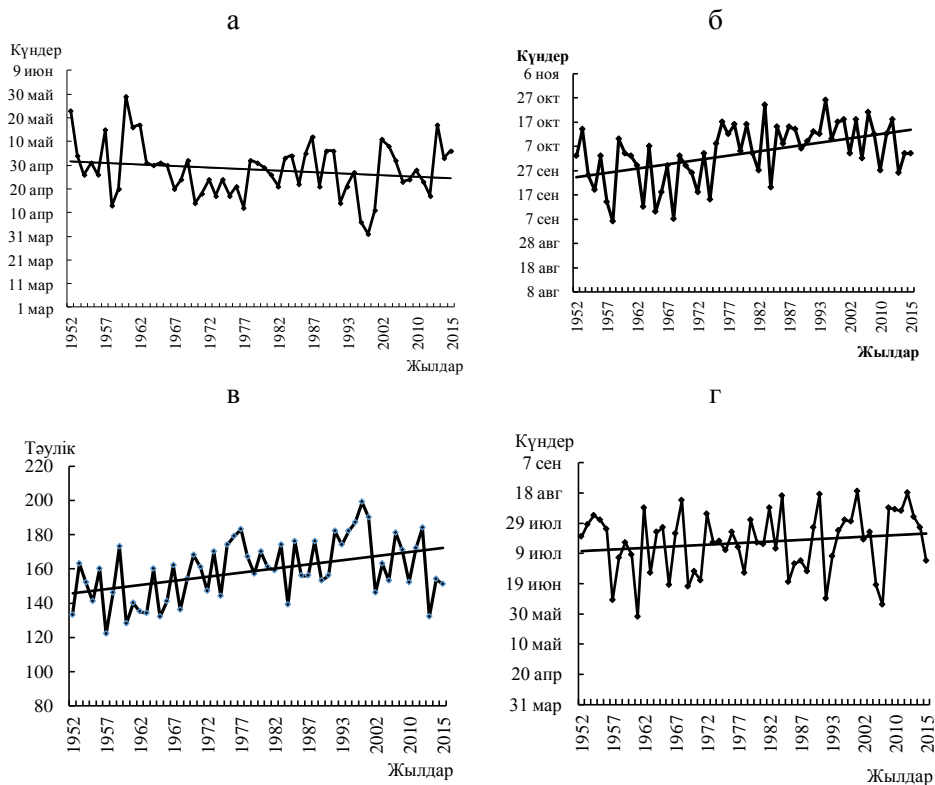 а
Күндер
9 июн
30 май
20 май
10 май
30 апр
20 апр
10 апр
31 мар
21 мар
11 мар
1 мар
1952
1957
1962
1967
1972
1977
1982
1987
1993
2002
2010
2015
Жылдар
б
Күндер
6 ноя
27 окт
17 окт
7 окт
27 сен
17 сен
7 сен
28 авг
18 авг
8 авг
1952
1957
1962
1967
1972
1977
1982
1987
1993
2002
2010
2015
Жылдар
в
Тәулік
220
200
180
160
140
120
100
80
1952
1957
1962
1967
1972
1977
1982
1987
1993
2002
2010
2015
Жылдар
г
Күндер
7 сен
18 авг
29 июл
9 июл
19 июн
30 май
10 май
20 апр
31 мар
1952
1957
1962
1967
1972
1977
1982
1987
1993
2002
2010
2015
Жылдар